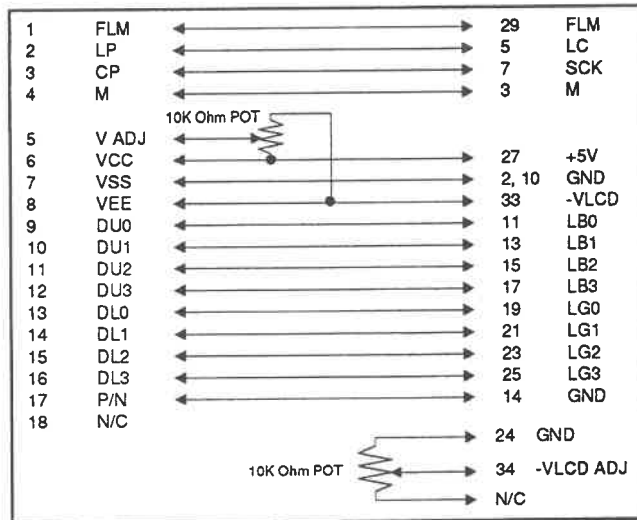 1 FLM 29 FLM
2 LP 5 LC
3 CP 7 SCK
4 M 3 M
10K Ohm POT
5 V ADJ
6 VCC 27 +5V
7 VSS 2, 10 GND
8 VEE 33 -VLCD
9 DU0 11 LB0
10 DU1 13 LB1
11 DU2 15 LB2
12 DU3 17 LB3
13 DL0 19 LG0
14 DL1 21 LG1
15 DL2 23 LG2
16 DL3 25 LG3
17 P/N 14 GND
18 N/C
24 GND
10K Ohm POT 34 -VLCD ADJ
N/C